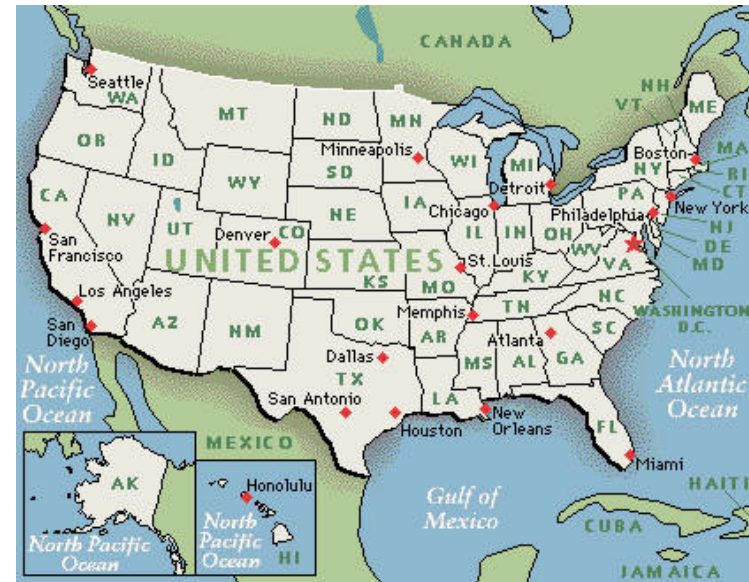 CANADA
Seattle
WA
MT
ND
MN
VT
NH
ME
OR
ID
Minneapolis
WI
MI
NY
Boston
MA
RI
CT
WY
SD
Detroit
CA
NV
UT
NE
IA
Chicago
IL
IN
OH
PA
Philadelphia
New York
NJ
DE
MD
Denver
CO
WV
VA
San
Francisco
UNITED STATES
St. Louis
KS
MO
KY
WASHINGTON
D.C.
Los Angeles
San
Diego
AZ
NM
OK
AR
Memphis
TN
NC
SC
Atlanta
Dallas
TX
MS
AL
GA
North
Pacific
Ocean
North
Atlantic
Ocean
San Antonio
Houston
LA
New
Orleans
FL
Miami
MEXICO
Gulf of
Mexico
AK
North Pacific
Ocean
Honolulu
North
Pacific
Ocean
HI
HAITI
CUBA
JAMAICA